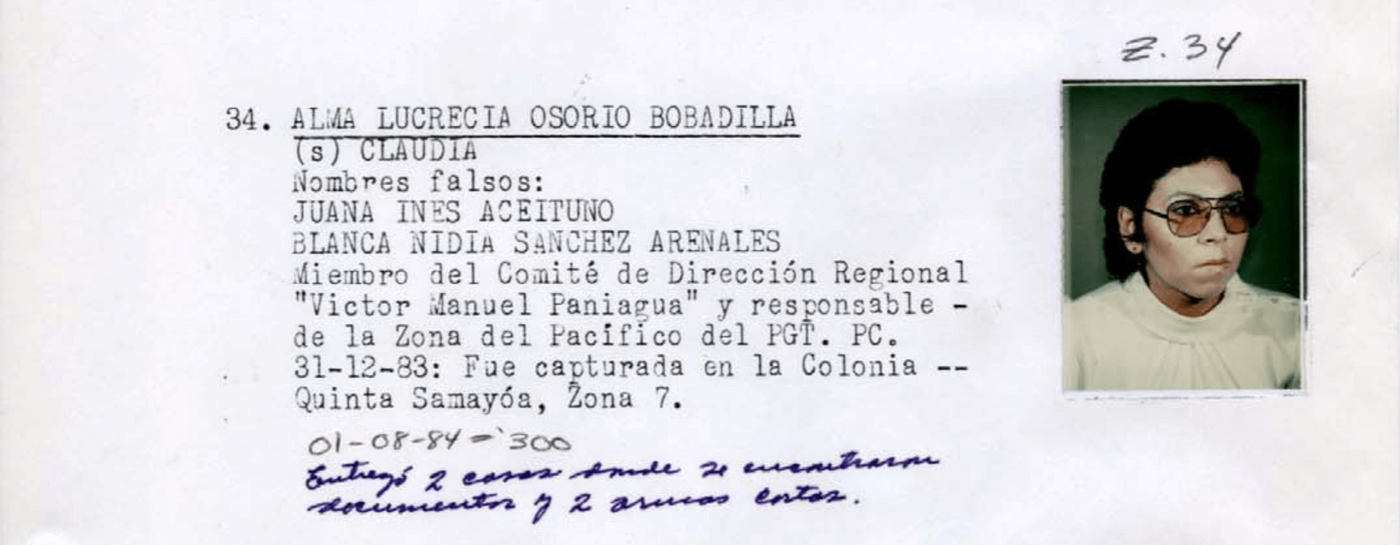 Z.34
34. ALMA LUCRECIA OSORIO BOBADILLA
(s) CLAUDIA
Nombres falsos:
JUANA INES ACEITUNO
BLANCA NIDIA SANCHEZ ARENALES
Miembro del Comité de Dirección Regional
"Victor Manuel Paniagua" y responsable -
de la Zona del Pacífico del PGT. PC.
31-12-83: Fue capturada en la Colonia --
Quinta Samayóa, Zona 7.
01-08-84 = 300
Entregó 2 casas donde se encontraron
documentos y 2 armas cortas.